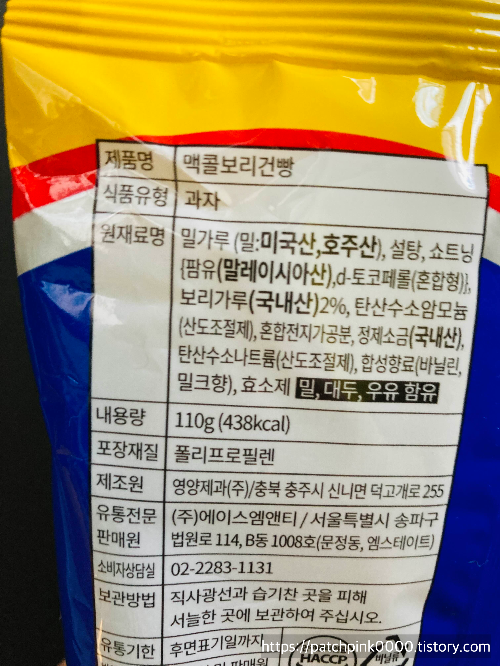 제품명 맥콜보리건빵
식품유형 과자
원재료명 밀가루 (밀:미국산,호주산), 설탕, 쇼트닝
{팜유(말레이시아산),d-토코페롤(혼합형)},
보리가루(국내산)2%, 탄산수소암모늄
(산도조절제), 혼합전지가공분, 정제소금(국내산),
탄산수소나트륨(산도조절제), 합성향료(바닐린,
밀크향), 효소제 밀, 대두, 우유 함유
내용량 110g (438kcal)
포장재질 폴리프로필렌
제조원 영양제과(주)/충북 충주시 신니면 덕고개로 255
유통전문 (주)에이스엠앤티 / 서울특별시 송파구
판매원 법원로 114, B동 1008호(문정동, 엠스테이트)
소비자상담실 02-2283-1131
보관방법 직사광선과 습기찬 곳을 피해
서늘한 곳에 보관하여 주십시오.
유통기한 후면표기일까지
HACCP 비닐류
https://patchpink0000.tistory.com